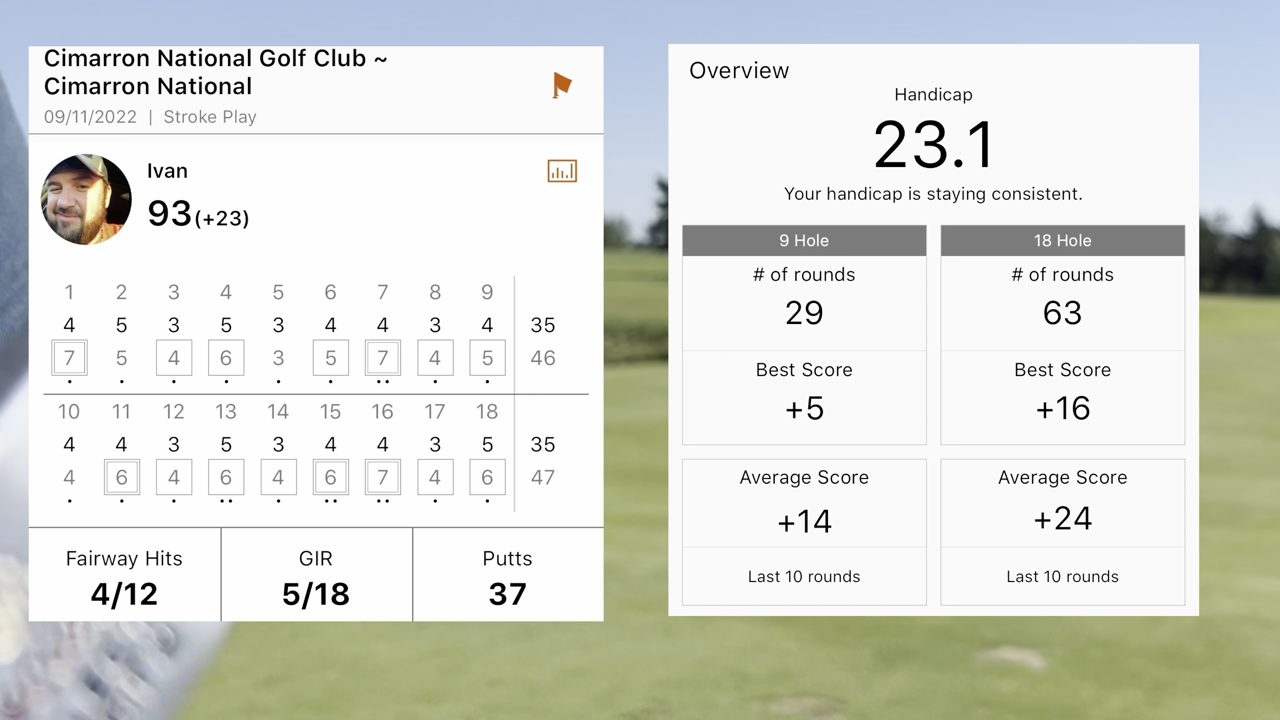 Cimarron National Golf Club ~
Cimarron National
09/11/2022 | Stroke Play
Ivan
93(+23)
1 2 3 4 5 6 7 8 9
4 5 3 5 3 4 4 3 4 35
7 5 4 6 3 5 7 4 5 46
10 11 12 13 14 15 16 17 18
4 4 3 5 3 4 4 3 5 35
4 6 4 6 4 6 7 4 6 47
Fairway Hits GIR Putts
4/12 5/18 37
Overview
Handicap
23.1
Your handicap is staying consistent.
9 Hole 18 Hole
# of rounds # of rounds
29 63
Best Score Best Score
+5 +16
Average Score Average Score
+14 +24
Last 10 rounds Last 10 rounds